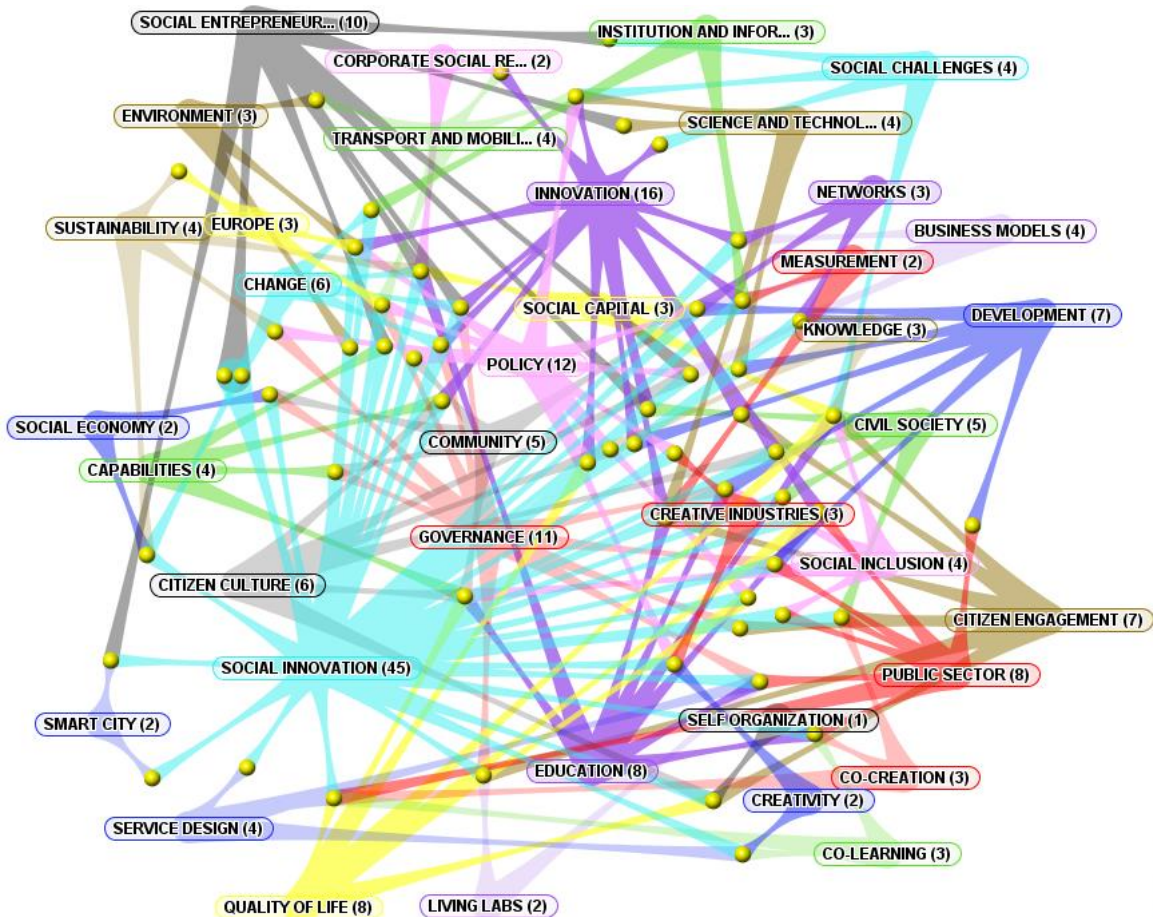 SOCIAL ENTREPRENEUR... (10)
INSTITUTION AND INFOR... (3)
CORPORATE SOCIAL RE... (2)
SOCIAL CHALLENGES (4)
ENVIRONMENT (3)
SCIENCE AND TECHNOL... (4)
TRANSPORT AND MOBILI... (4)
INNOVATION (16)
NETWORKS (3)
SUSTAINABILITY (4)
EUROPE (3)
BUSINESS MODELS (4)
MEASUREMENT (2)
CHANGE (6)
SOCIAL CAPITAL (3)
DEVELOPMENT (7)
KNOWLEDGE (3)
POLICY (12)
SOCIAL ECONOMY (2)
CIVIL SOCIETY (5)
COMMUNITY (5)
CAPABILITIES (4)
CREATIVE INDUSTRIES (3)
GOVERNANCE (11)
SOCIAL INCLUSION (4)
CITIZEN CULTURE (6)
CITIZEN ENGAGEMENT (7)
SOCIAL INNOVATION (45)
PUBLIC SECTOR (8)
SMART CITY (2)
SELF ORGANIZATION (1)
EDUCATION (8)
CO-CREATION (3)
CREATIVITY (2)
SERVICE DESIGN (4)
CO-LEARNING (3)
QUALITY OF LIFE (8)
LIVING LABS (2)